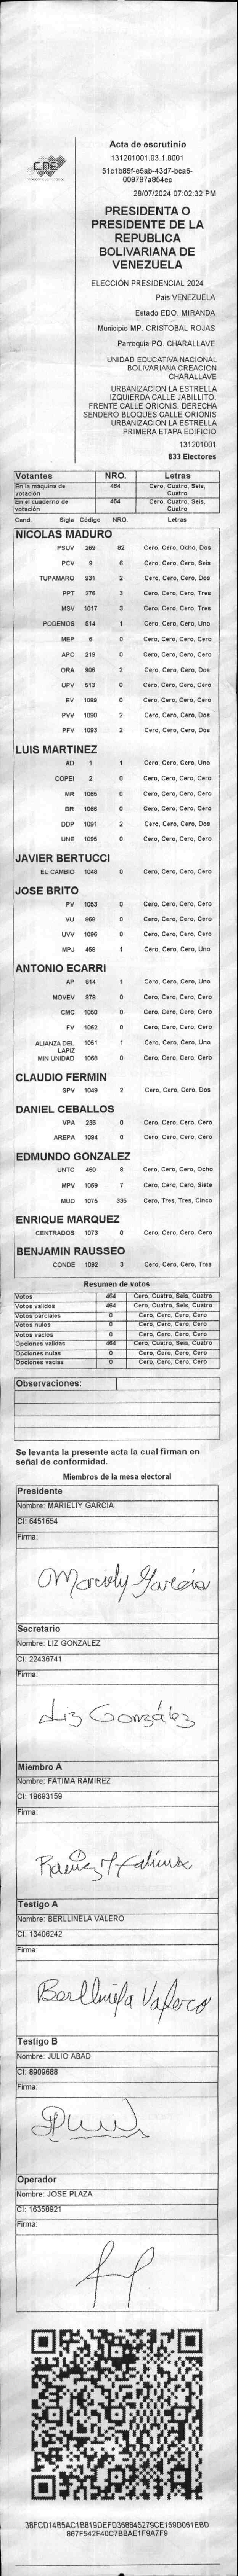 CNE
Acta de escrutinio
131201001.03.1.0001
51c1b85f-e5ab-43d7-bca6-
009797a854ec
28/07/2024 07:02:32 PM
PRESIDENTA O
PRESIDENTE DE LA
REPUBLICA
BOLIVARIANA DE
VENEZUELA
ELECCIÓN PRESIDENCIAL 2024
Pais VENEZUELA
Estado EDO. MIRANDA
Municipio MP. CRISTOBAL ROJAS
Parroquia PQ. CHARALLAVE
UNIDAD EDUCATIVA NACIONAL
BOLIVARIANA CREACION
CHARALLAVE
URBANIZACIÓN LA ESTRELLA
IZQUIERDA CALLE JABILLITO.
FRENTE CALLE ORIONIS. DERECHA
SENDERO BLOQUES CALLE ORIONIS
URBANIZACION LA ESTRELLA
PRIMERA ETAPA EDIFICIO
131201001
833 Electores
Votantes NRO. Letras
En la máquina de votación 464 Cero, Cuatro, Seis, Cuatro
En el cuaderno de votación 464 Cero, Cuatro, Seis, Cuatro
Cand. Sigla Código NRO. Letras
NICOLAS MADURO
PSUV 269 82 Cero, Cero, Ocho, Dos
PCV 9 6 Cero, Cero, Cero, Seis
TUPAMARO 931 2 Cero, Cero, Cero, Dos
PPT 276 3 Cero, Cero, Cero, Tres
MSV 1017 3 Cero, Cero, Cero, Tres
PODEMOS 514 1 Cero, Cero, Cero, Uno
MEP 6 0 Cero, Cero, Cero, Cero
APC 219 0 Cero, Cero, Cero, Cero
ORA 906 2 Cero, Cero, Cero, Dos
UPV 513 0 Cero, Cero, Cero, Cero
EV 1089 0 Cero, Cero, Cero, Cero
PVV 1090 2 Cero, Cero, Cero, Dos
PFV 1093 2 Cero, Cero, Cero, Dos
LUIS MARTINEZ
AD 1 1 Cero, Cero, Cero, Uno
COPEI 2 0 Cero, Cero, Cero, Cero
MR 1065 0 Cero, Cero, Cero, Cero
BR 1066 0 Cero, Cero, Cero, Cero
DDP 1091 2 Cero, Cero, Cero, Dos
UNE 1095 0 Cero, Cero, Cero, Cero
JAVIER BERTUCCI
EL CAMBIO 1048 0 Cero, Cero, Cero, Cero
JOSE BRITO
PV 1053 0 Cero, Cero, Cero, Cero
VU 868 0 Cero, Cero, Cero, Cero
UVV 1096 0 Cero, Cero, Cero, Cero
MPJ 458 1 Cero, Cero, Cero, Uno
ANTONIO ECARRI
AP 814 1 Cero, Cero, Cero, Uno
MOVEV 878 0 Cero, Cero, Cero, Cero
CMC 1050 0 Cero, Cero, Cero, Cero
FV 1062 0 Cero, Cero, Cero, Cero
ALIANZA DEL LAPIZ 1051 1 Cero, Cero, Cero, Uno
MIN UNIDAD 1068 0 Cero, Cero, Cero, Cero
CLAUDIO FERMIN
SPV 1049 2 Cero, Cero, Cero, Dos
DANIEL CEBALLOS
VPA 236 0 Cero, Cero, Cero, Cero
AREPA 1094 0 Cero, Cero, Cero, Cero
EDMUNDO GONZALEZ
UNTC 460 8 Cero, Cero, Cero, Ocho
MPV 1059 7 Cero, Cero, Cero, Siete
MUD 1075 335 Cero, Tres, Tres, Cinco
ENRIQUE MARQUEZ
CENTRADOS 1073 0 Cero, Cero, Cero, Cero
BENJAMIN RAUSSEO
CONDE 1092 3 Cero, Cero, Cero, Tres
Resumen de votos
Votos 464 Cero, Cuatro, Seis, Cuatro
Votos validos 464 Cero, Cuatro, Seis, Cuatro
Votos parciales 0 Cero, Cero, Cero, Cero
Votos nulos 0 Cero, Cero, Cero, Cero
Votos vacios 0 Cero, Cero, Cero, Cero
Opciones validas 464 Cero, Cuatro, Seis, Cuatro
Opciones nulas 0 Cero, Cero, Cero, Cero
Opciones vacias 0 Cero, Cero, Cero, Cero
Observaciones:
Se levanta la presente acta la cual firman en
señal de conformidad.
Miembros de la mesa electoral
Presidente
Nombre: MARIELIY GARCIA
CI: 6451654
Firma:
Secretario
Nombre: LIZ GONZALEZ
CI: 22436741
Firma:
Liz González
Miembro A
Nombre: FATIMA RAMIREZ
CI: 19693159
Firma:
Testigo A
Nombre: BERLLINELA VALERO
CI: 13406242
Firma:
Testigo B
Nombre: JULIO ABAD
CI: 8909688
Firma:
Operador
Nombre: JOSE PLAZA
CI: 16358921
Firma:
38FCD14B5AC1B819DEFD368845279CE159D061EBD
867F542F40C7BBAE1F9A7F9